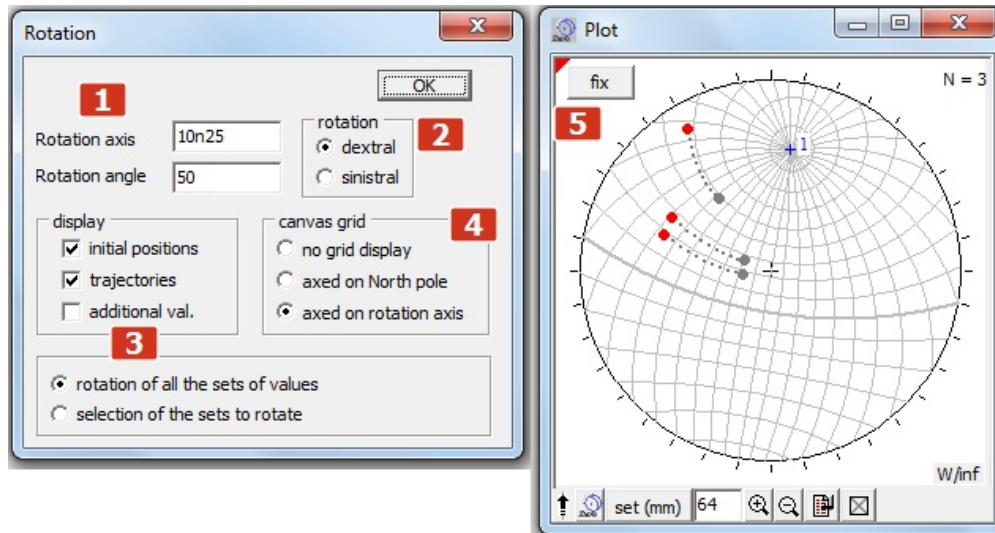 Rotation
1
OK
Rotation axis
10n25
rotation
2
dextral
Rotation angle
50
sinistral
display
initial positions
trajectories
additional val.
3
canvas grid
4
no grid display
axed on North pole
axed on rotation axis
rotation of all the sets of values
selection of the sets to rotate
Plot
fix
5
N = 3
1
W/inf
set (mm)
64